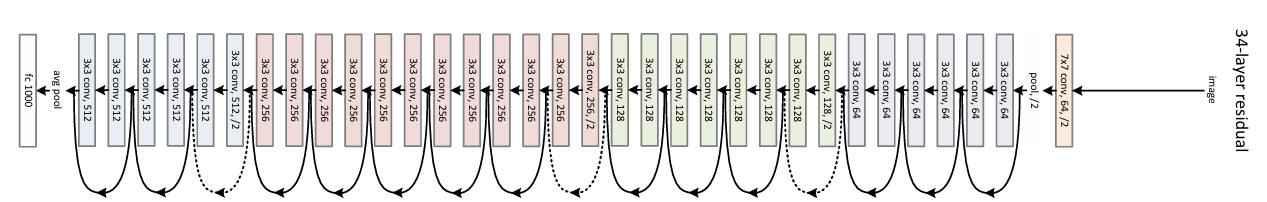 34-layer residual
image
7x7 conv, 64, /2
pool, /2
3x3 conv, 64
3x3 conv, 64
3x3 conv, 64
3x3 conv, 64
3x3 conv, 64
3x3 conv, 64
3x3 conv, 128, /2
3x3 conv, 128
3x3 conv, 128
3x3 conv, 128
3x3 conv, 128
3x3 conv, 128
3x3 conv, 128
3x3 conv, 128
3x3 conv, 256, /2
3x3 conv, 256
3x3 conv, 256
3x3 conv, 256
3x3 conv, 256
3x3 conv, 256
3x3 conv, 256
3x3 conv, 256
3x3 conv, 256
3x3 conv, 256
3x3 conv, 256
3x3 conv, 256
3x3 conv, 512, /2
3x3 conv, 512
3x3 conv, 512
3x3 conv, 512
3x3 conv, 512
3x3 conv, 512
avg pool
fc 1000